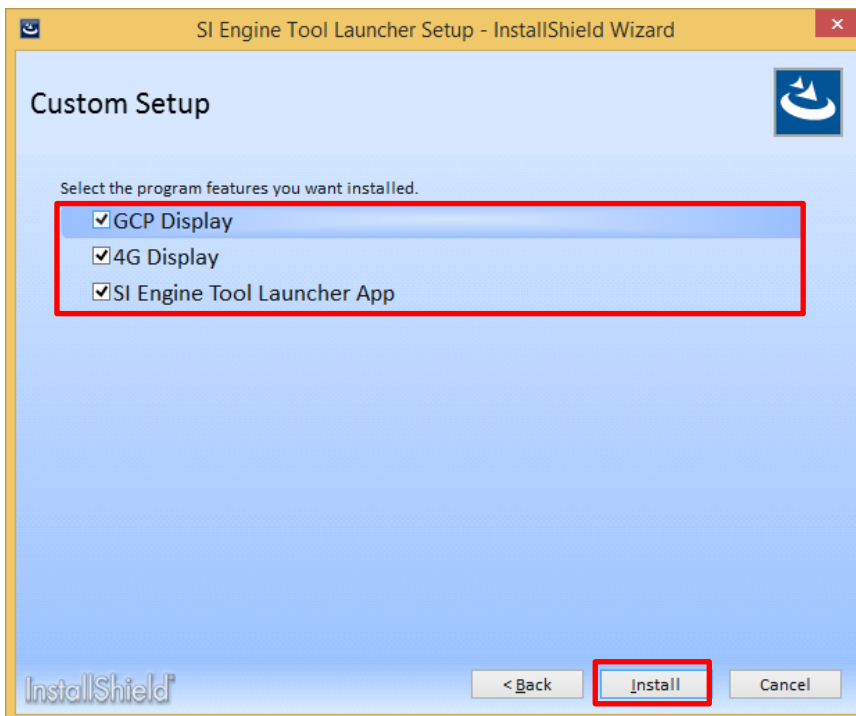 SI Engine Tool Launcher Setup - InstallShield Wizard
Custom Setup
Select the program features you want installed.
GCP Display
4G Display
SI Engine Tool Launcher App
InstallShield
< Back Install Cancel